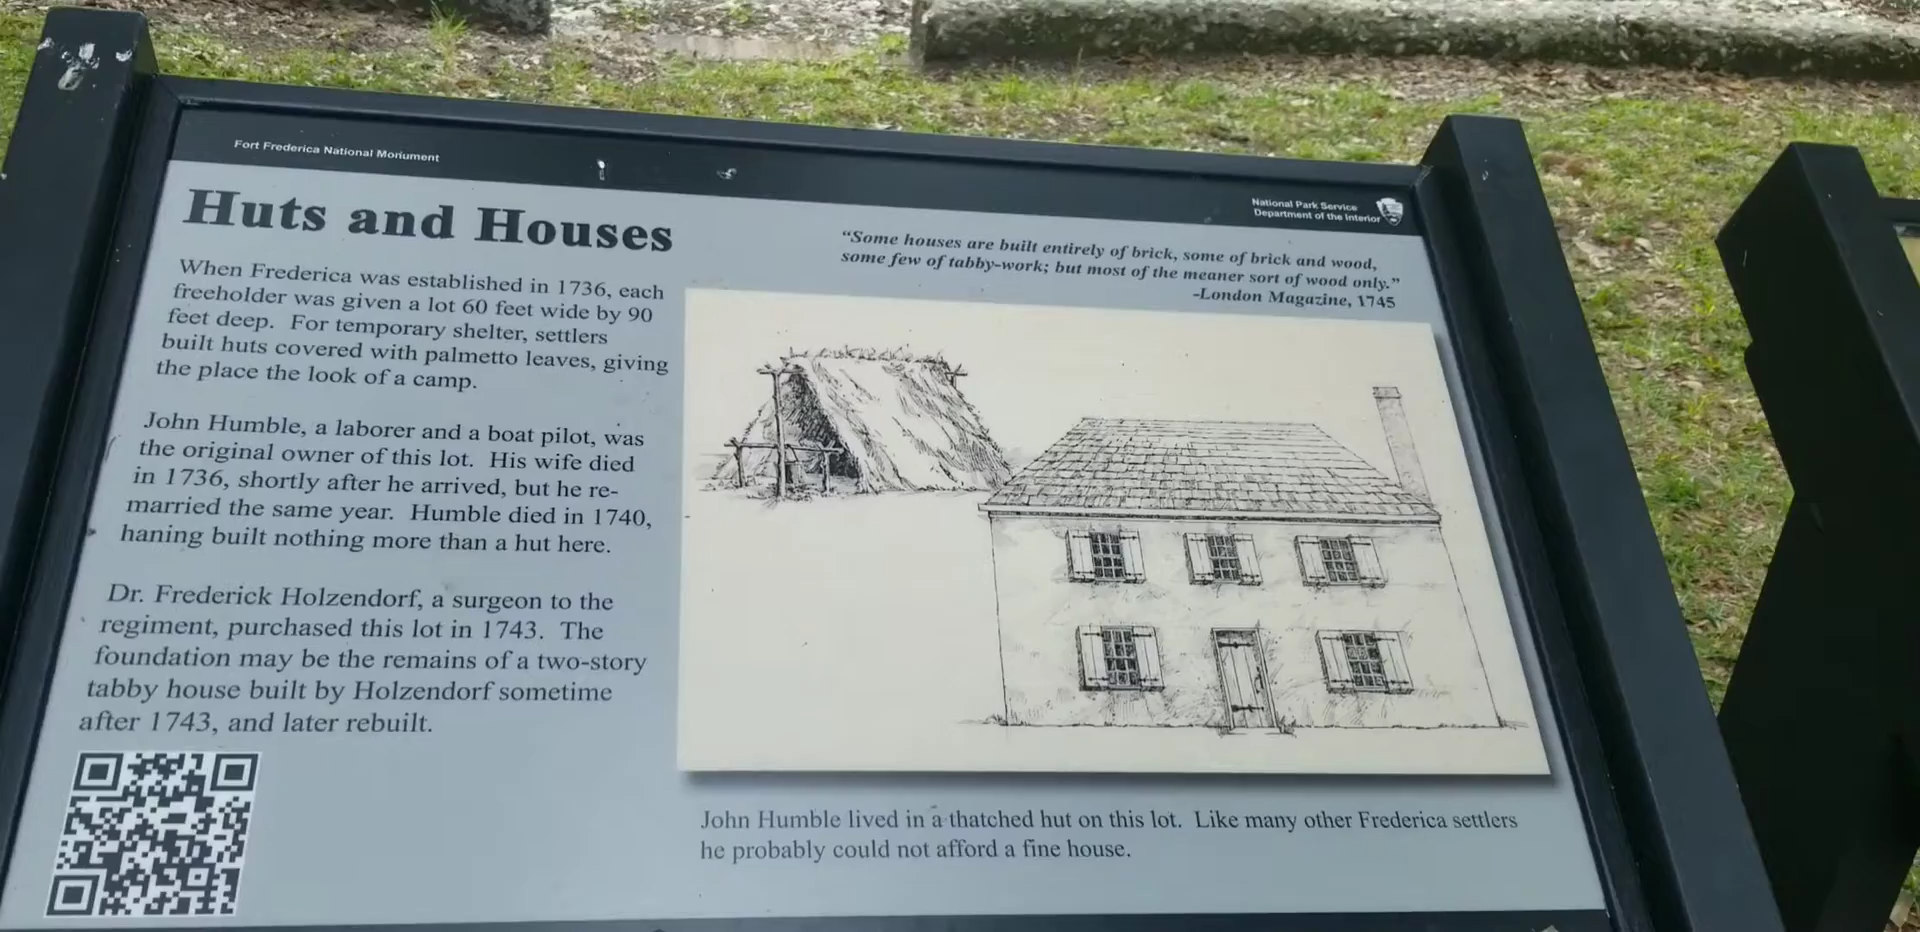 Fort Frederica National Monument
National Park Service
Department of the Interior
Huts and Houses
When Frederica was established in 1736, each
freeholder was given a lot 60 feet wide by 90
feet deep. For temporary shelter, settlers
built huts covered with palmetto leaves, giving
the place the look of a camp.
John Humble, a laborer and a boat pilot, was
the original owner of this lot. His wife died
in 1736, shortly after he arrived, but he re-
married the same year. Humble died in 1740,
haning built nothing more than a hut here.
Dr. Frederick Holzendorf, a surgeon to the
regiment, purchased this lot in 1743. The
foundation may be the remains of a two-story
tabby house built by Holzendorf sometime
after 1743, and later rebuilt.
“Some houses are built entirely of brick, some of brick and wood,
some few of tabby-work; but most of the meaner sort of wood only.”
-London Magazine, 1745
John Humble lived in a thatched hut on this lot. Like many other Frederica settlers
he probably could not afford a fine house.